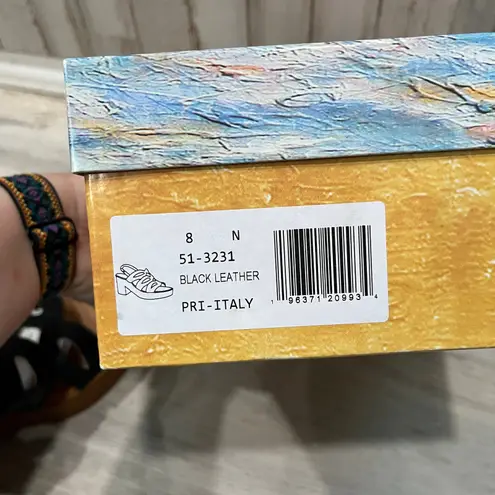 8 N
51-3231
BLACK LEATHER
PRI-ITALY
1 96371 20993 4